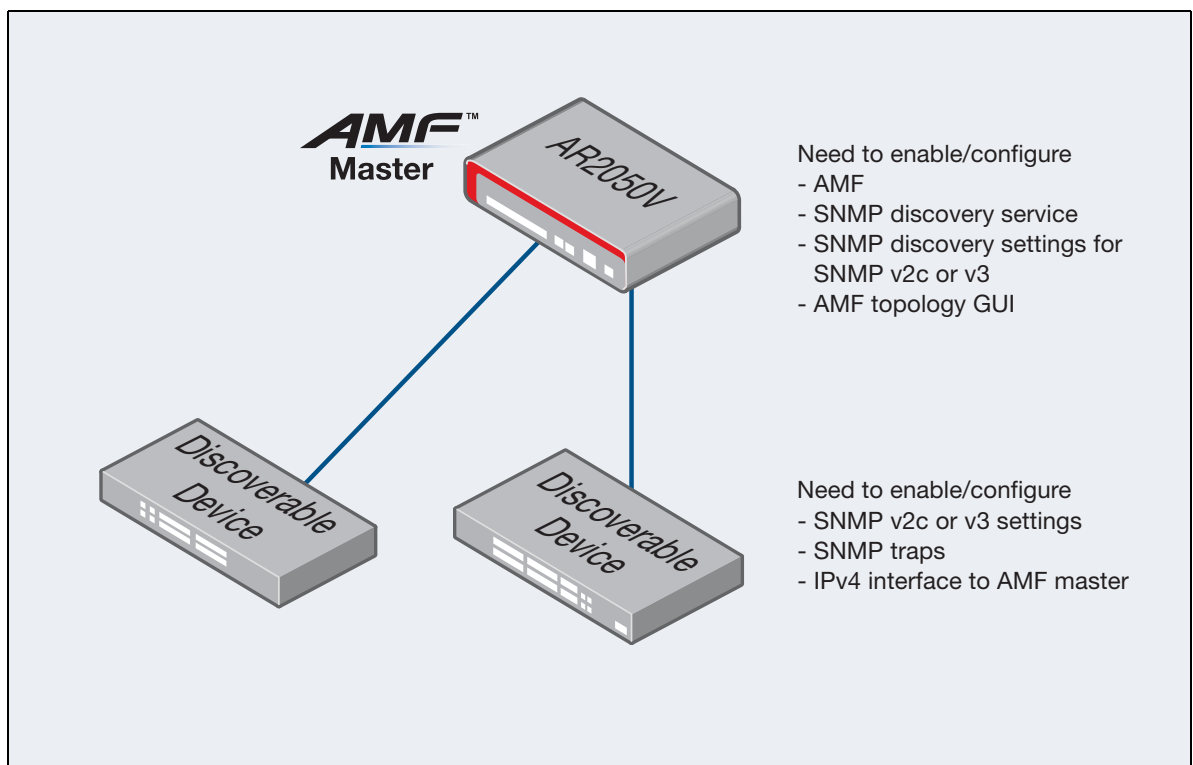 AMF™
Master
AR2050V
Need to enable/configure
- AMF
- SNMP discovery service
- SNMP discovery settings for
SNMP v2c or v3
- AMF topology GUI
Discoverable
Device
Discoverable
Device
Need to enable/configure
- SNMP v2c or v3 settings
- SNMP traps
- IPv4 interface to AMF master